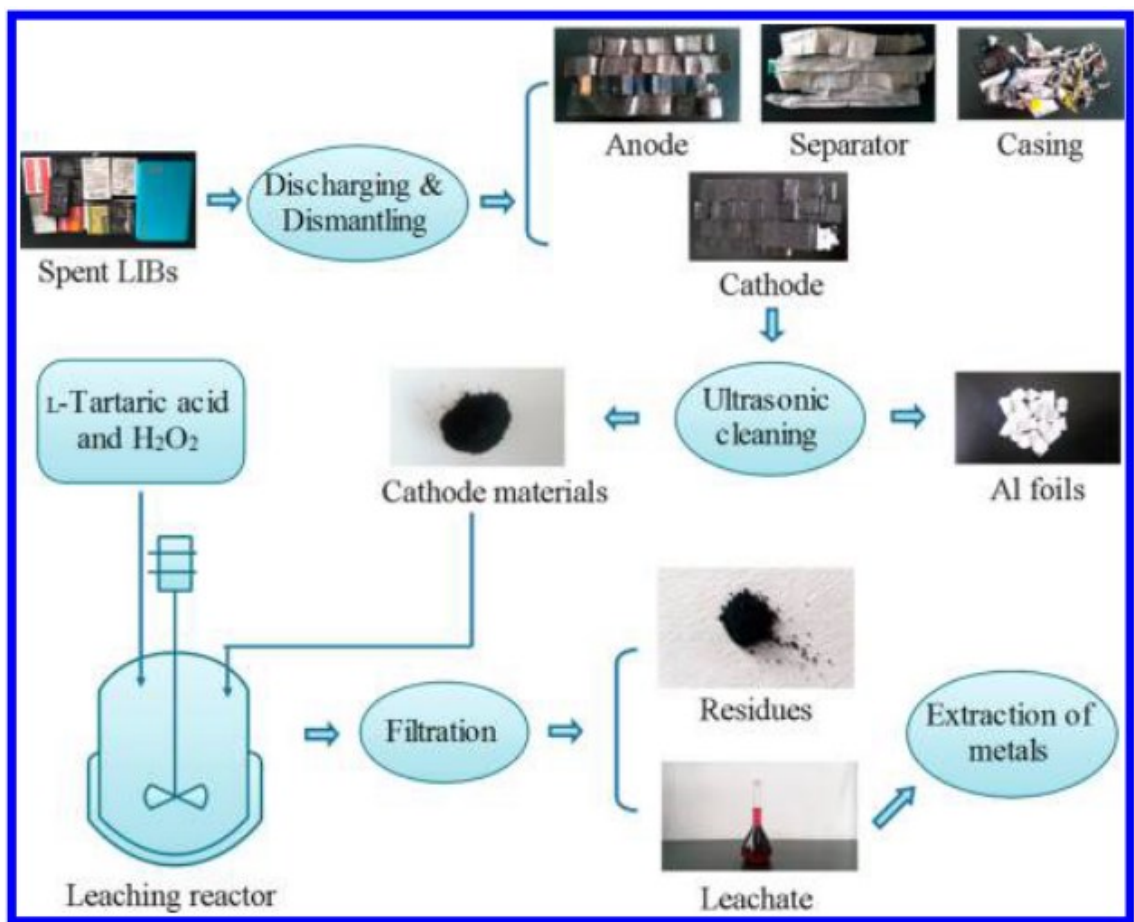 Anode
Separator
Casing
Discharging &
Dismantling
Spent LIBs
Cathode
L-Tartaric acid
and H₂O₂
Ultrasonic
cleaning
Cathode materials
Al foils
Residues
Filtration
Extraction of
metals
Leaching reactor
Leachate